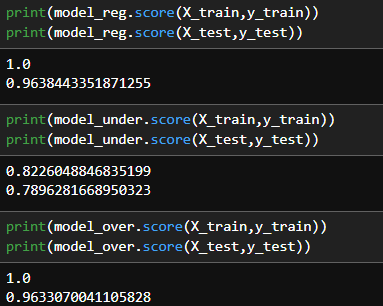 print(model_reg.score(X_train,y_train))
print(model_reg.score(X_test,y_test))
1.0
0.9638443351871255
print(model_under.score(X_train,y_train))
print(model_under.score(X_test,y_test))
0.8226048846835199
0.7896281668950323
print(model_over.score(X_train,y_train))
print(model_over.score(X_test,y_test))
1.0
0.9633070041105828